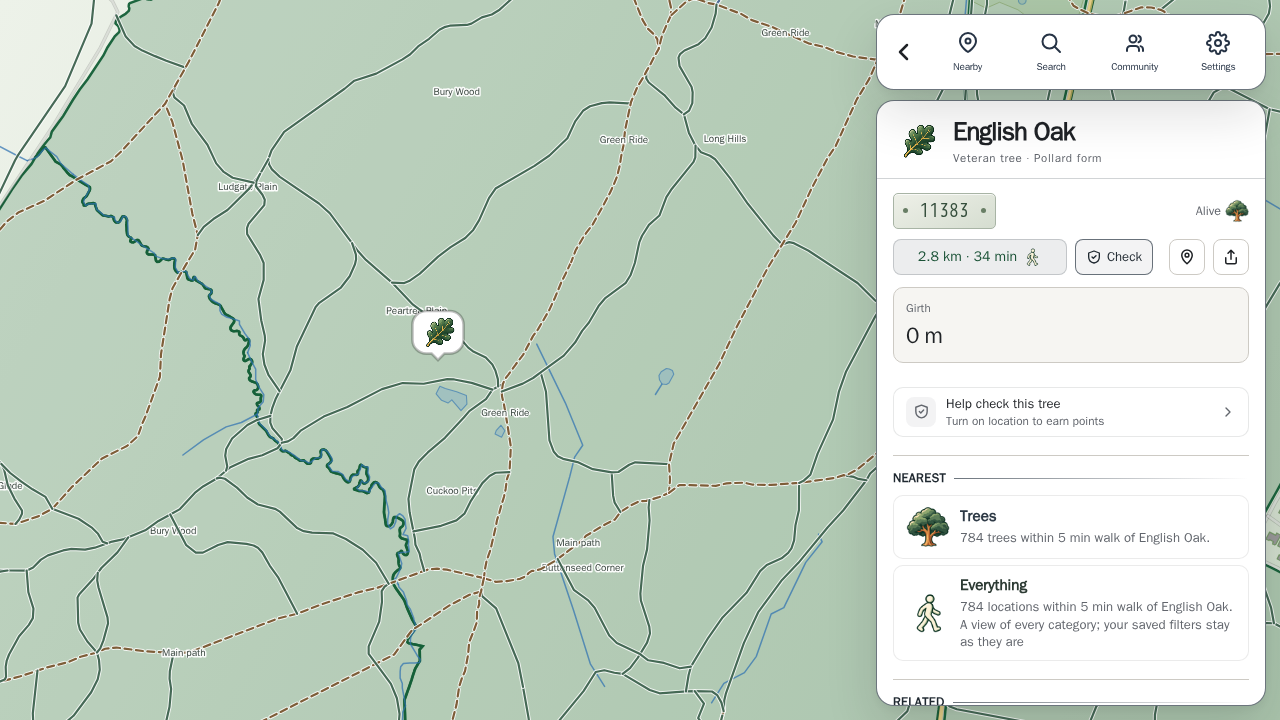 Green Ride
Bury Wood
Green Ride
Long Hills
Ludgate Plain
Peartree Plain
Green Ride
Cuckoo Pits
Bury Wood
Main path
Buttonseed Corner
Main path
Nearby
Search
Community
Settings
English Oak
Veteran tree · Pollard form
11383
Alive
2.8 km · 34 min
Check
Girth
0 m
Help check this tree
Turn on location to earn points
NEAREST
Trees
784 trees within 5 min walk of English Oak.
Everything
784 locations within 5 min walk of English Oak.
A view of every category; your saved filters stay
as they are
RELATED